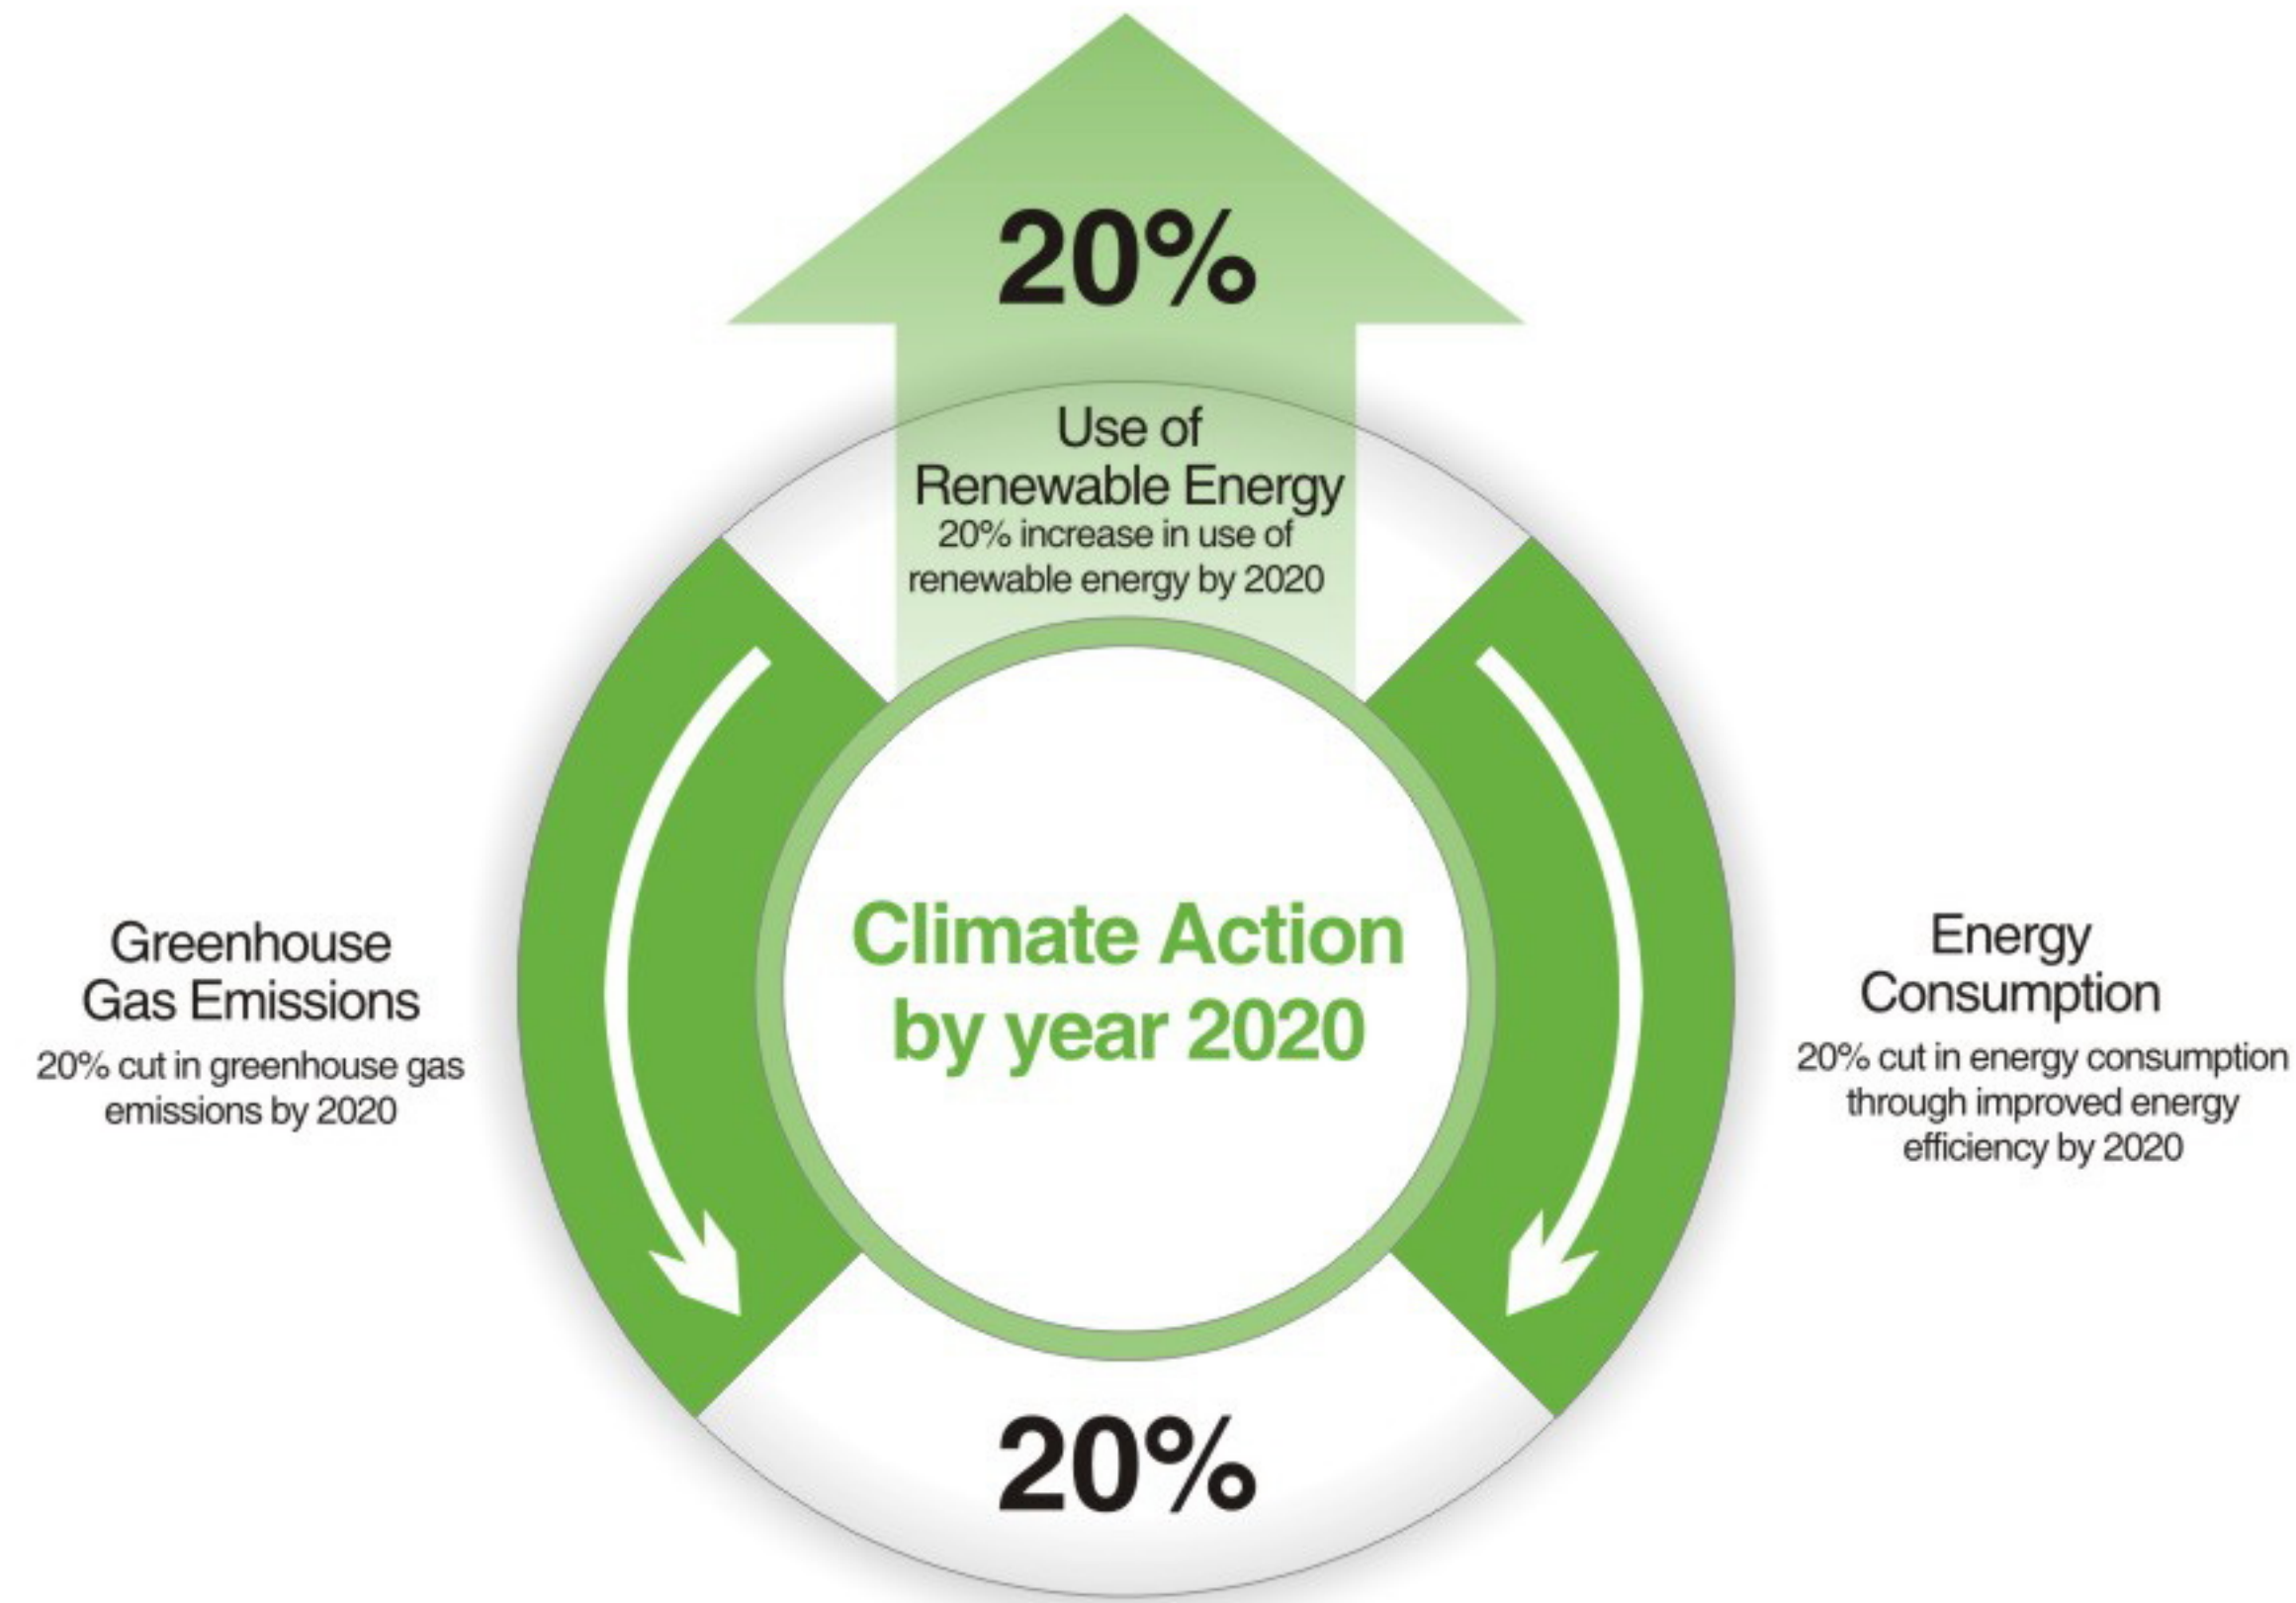 20%
Use of
Renewable Energy
20% increase in use of
renewable energy by 2020
Greenhouse
Gas Emissions
20% cut in greenhouse gas
emissions by 2020
Climate Action
by year 2020
Energy
Consumption
20% cut in energy consumption
through improved energy
efficiency by 2020
20%